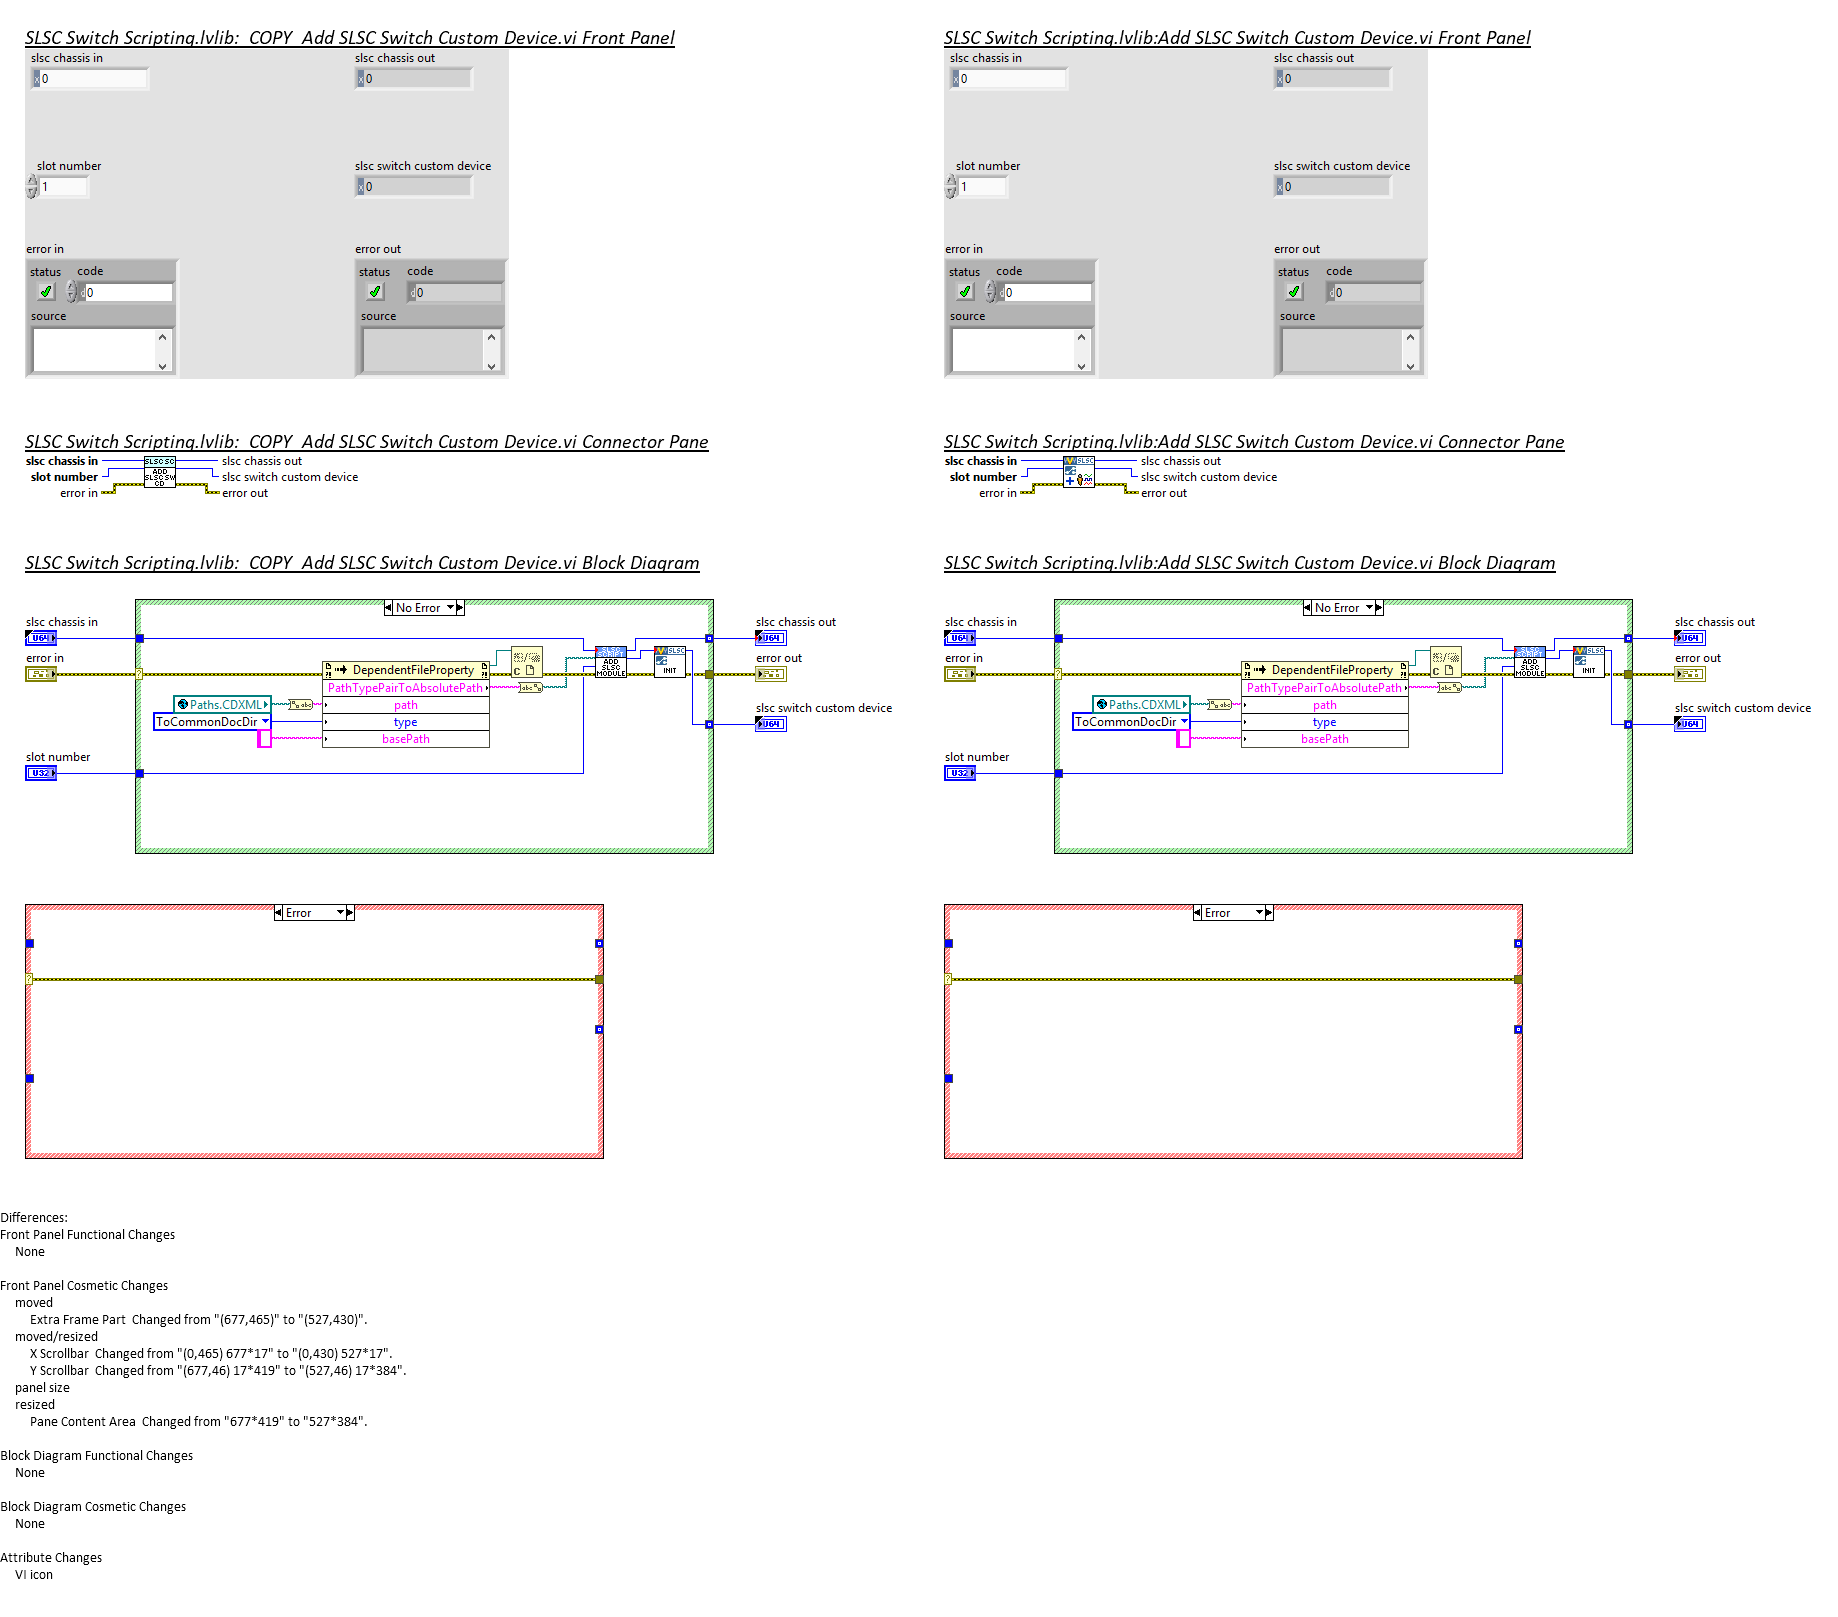 SLSC Switch Scripting.lvlib:  COPY  Add SLSC Switch Custom Device.vi Front Panel
slsc chassis in
x 0
slsc chassis out
x 0
slot number
1
slsc switch custom device
x 0
error in
status
code
d 0
source
error out
status
code
d 0
source
SLSC Switch Scripting.lvlib:Add SLSC Switch Custom Device.vi Front Panel
slsc chassis in
x 0
slsc chassis out
x 0
slot number
1
slsc switch custom device
x 0
error in
status
code
d 0
source
error out
status
code
d 0
source
SLSC Switch Scripting.lvlib:  COPY  Add SLSC Switch Custom Device.vi Connector Pane
slsc chassis in
slot number
error in
SLSC SC
ADD
SLSC SW
CD
slsc chassis out
slsc switch custom device
error out
SLSC Switch Scripting.lvlib:Add SLSC Switch Custom Device.vi Connector Pane
slsc chassis in
slot number
error in
SLSC
slsc chassis out
slsc switch custom device
error out
SLSC Switch Scripting.lvlib:  COPY  Add SLSC Switch Custom Device.vi Block Diagram
No Error
slsc chassis in
U64
error in
slot number
U32
Paths.CDXML
ToCommonDocDir
DependentFileProperty
PathTypePairToAbsolutePath
path
type
basePath
SLSC
SCRIPT
ADD
SLSC
MODULE
SLSC
INIT
slsc chassis out
U64
error out
slsc switch custom device
U64
SLSC Switch Scripting.lvlib:Add SLSC Switch Custom Device.vi Block Diagram
No Error
slsc chassis in
U64
error in
slot number
U32
Paths.CDXML
ToCommonDocDir
DependentFileProperty
PathTypePairToAbsolutePath
path
type
basePath
SLSC
SCRIPT
ADD
SLSC
MODULE
SLSC
INIT
slsc chassis out
U64
error out
slsc switch custom device
U64
Error
Error
Differences:
Front Panel Functional Changes
None
Front Panel Cosmetic Changes
moved
Extra Frame Part  Changed from "(677,465)" to "(527,430)".
moved/resized
X Scrollbar  Changed from "(0,465) 677*17" to "(0,430) 527*17".
Y Scrollbar  Changed from "(677,46) 17*419" to "(527,46) 17*384".
panel size
resized
Pane Content Area  Changed from "677*419" to "527*384".
Block Diagram Functional Changes
None
Block Diagram Cosmetic Changes
None
Attribute Changes
VI icon